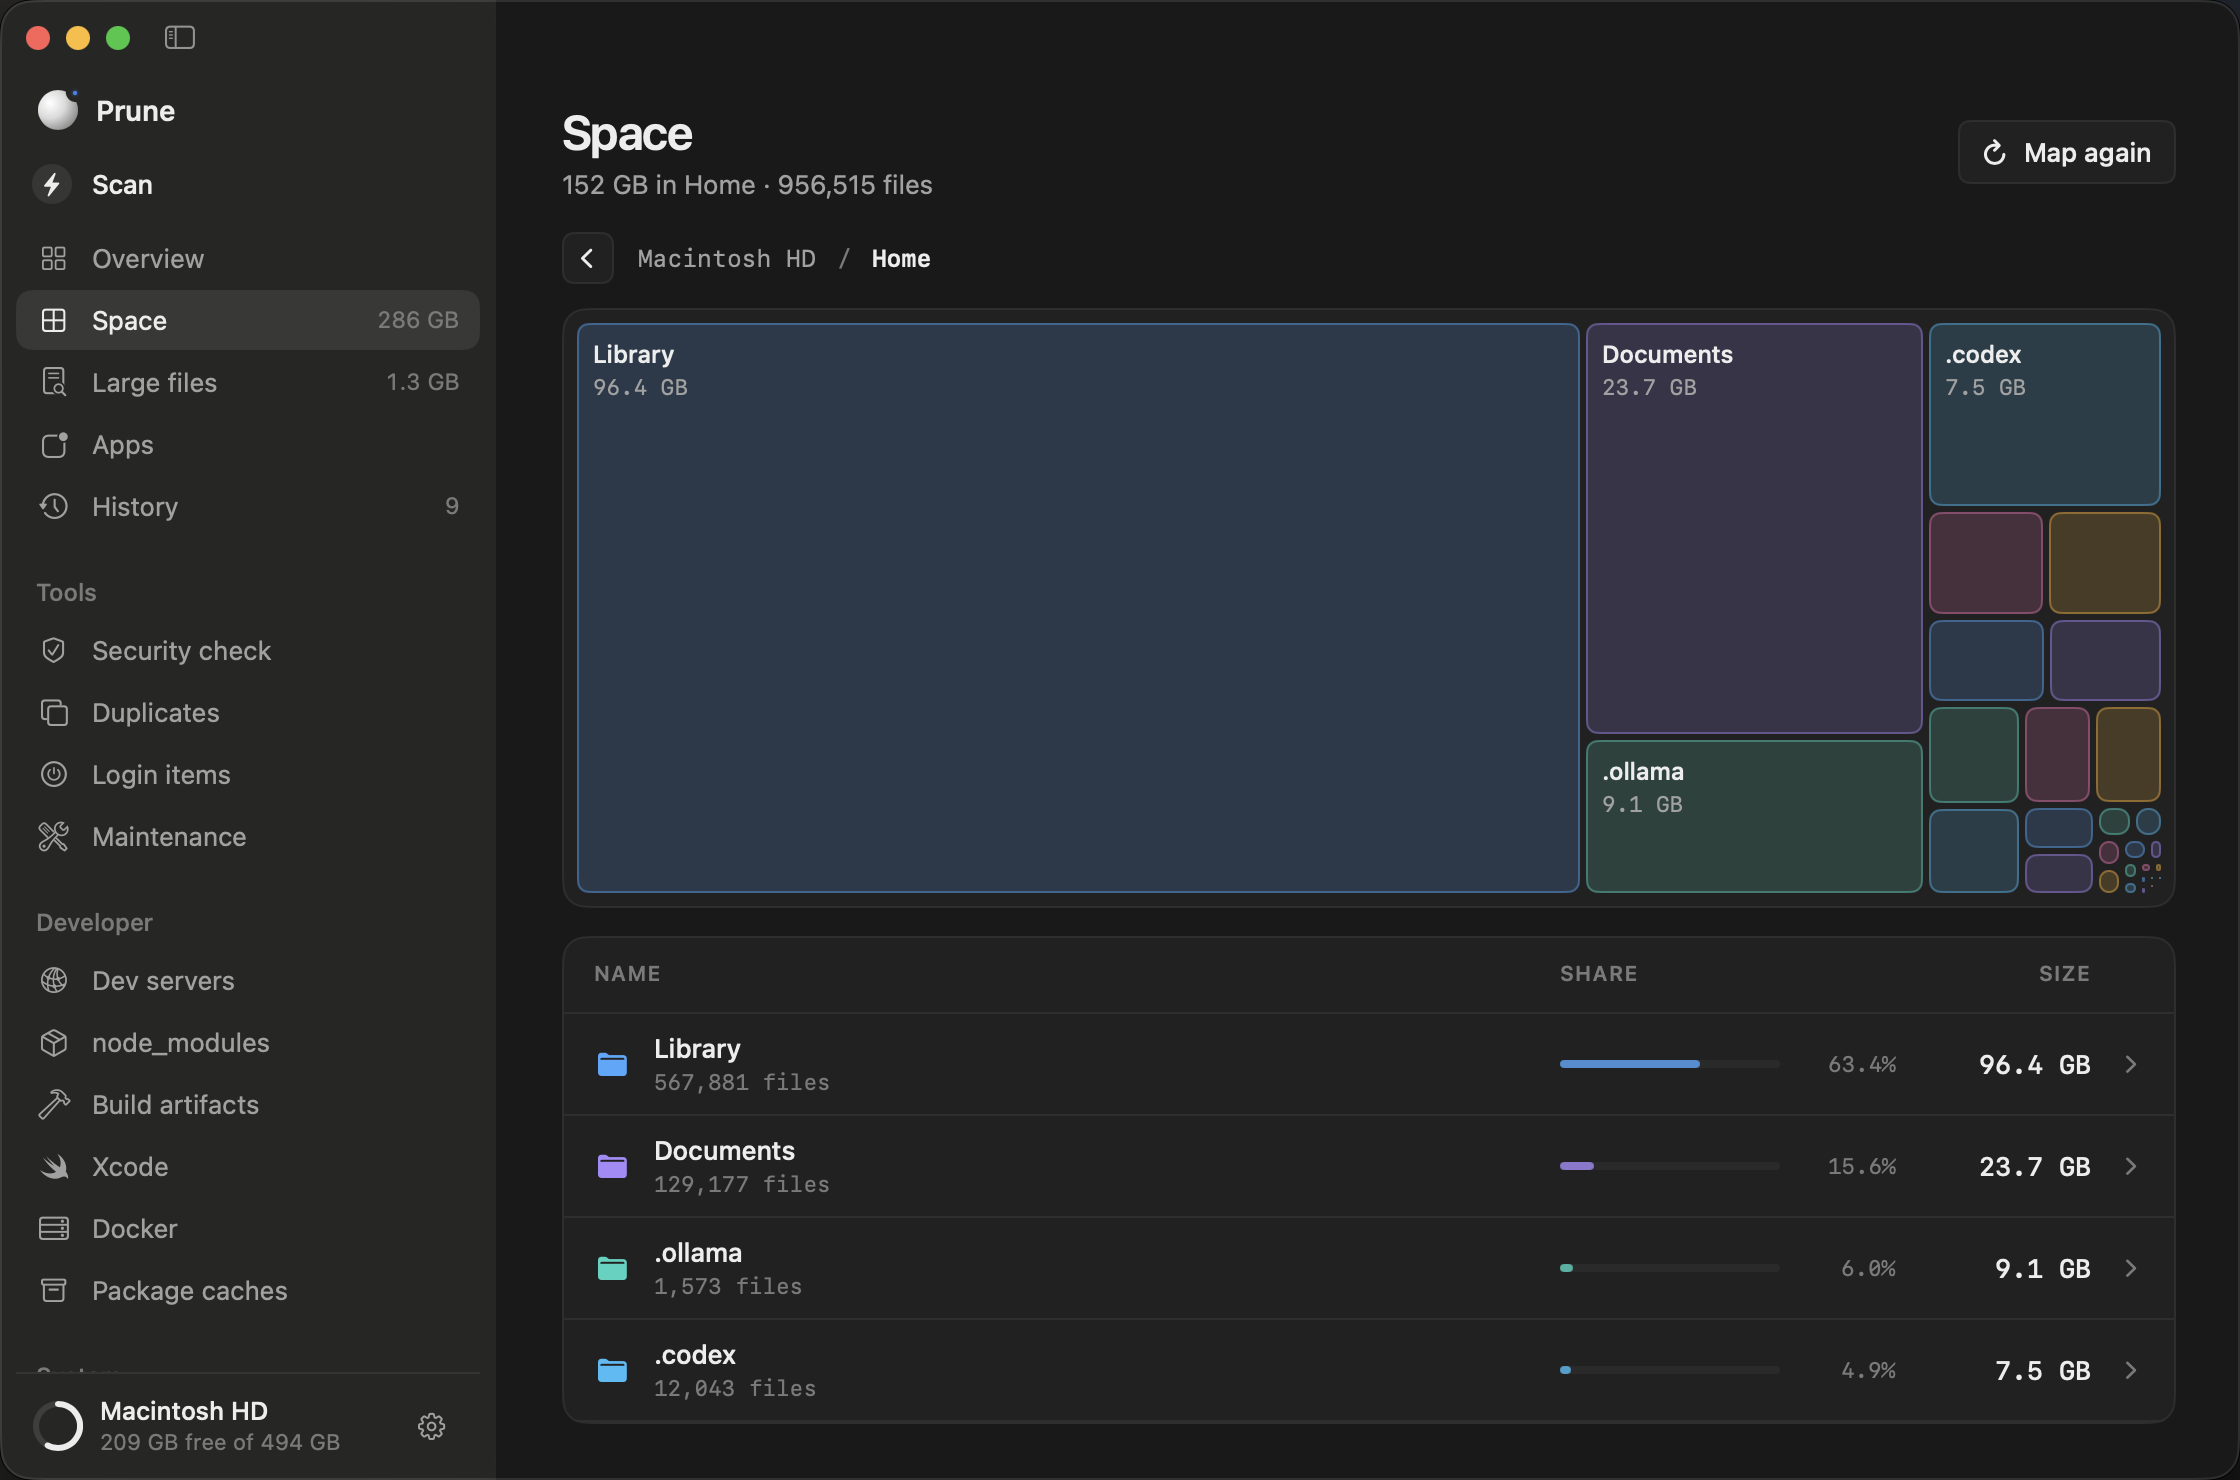 Prune
Scan
Overview
Space 286 GB
Large files 1.3 GB
Apps
History 9
Tools
Security check
Duplicates
Login items
Maintenance
Developer
Dev servers
node_modules
Build artifacts
Xcode
Docker
Package caches
Macintosh HD
209 GB free of 494 GB
Space
152 GB in Home · 956,515 files
Map again
Macintosh HD / Home
Library
96.4 GB
Documents
23.7 GB
.codex
7.5 GB
.ollama
9.1 GB
NAME SHARE SIZE
Library
567,881 files
63.4% 96.4 GB
Documents
129,177 files
15.6% 23.7 GB
.ollama
1,573 files
6.0% 9.1 GB
.codex
12,043 files
4.9% 7.5 GB